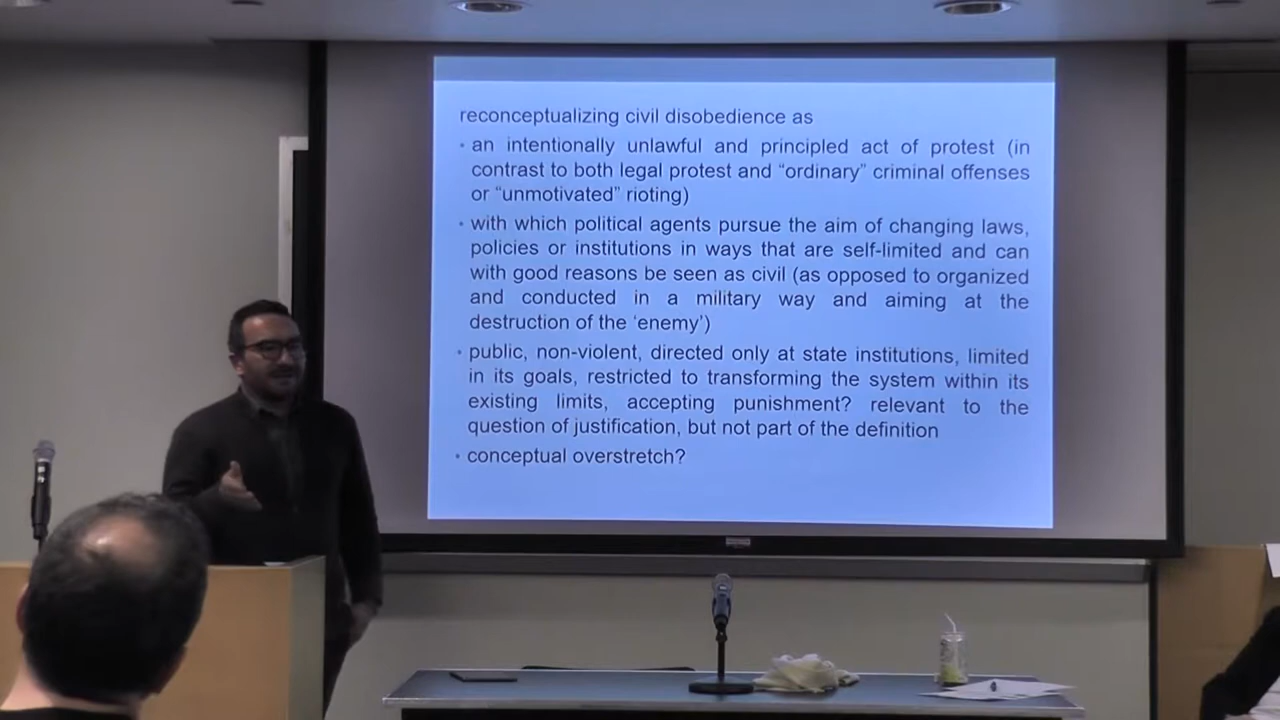 reconceptualizing civil disobedience as
• an intentionally unlawful and principled act of protest (in
contrast to both legal protest and “ordinary” criminal offenses
or “unmotivated” rioting)
• with which political agents pursue the aim of changing laws,
policies or institutions in ways that are self-limited and can
with good reasons be seen as civil (as opposed to organized
and conducted in a military way and aiming at the
destruction of the ‘enemy’)
• public, non-violent, directed only at state institutions, limited
in its goals, restricted to transforming the system within its
existing limits, accepting punishment? relevant to the
question of justification, but not part of the definition
• conceptual overstretch?